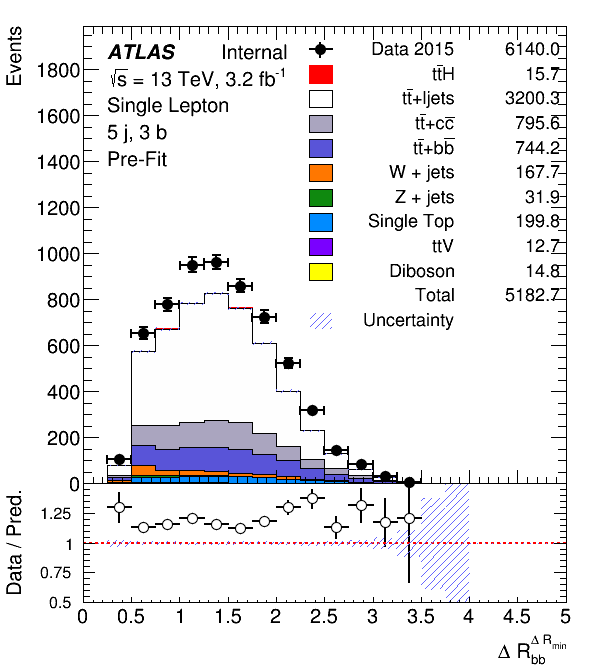 Events
ATLAS Internal
√s = 13 TeV, 3.2 fb⁻¹
Single Lepton
5 j, 3 b
Pre-Fit
Data 2015 6140.0
tt̄H 15.7
tt̄+ljets 3200.3
tt̄+cc̄ 795.6
tt̄+bb̄ 744.2
W + jets 167.7
Z + jets 31.9
Single Top 199.8
ttV 12.7
Diboson 14.8
Total 5182.7
Uncertainty
1800
1600
1400
1200
1000
800
600
400
200
0
Data / Pred.
1.25
1
0.75
0.5
0 0.5 1 1.5 2 2.5 3 3.5 4 4.5 5
Δ R_bb^Δ R_min